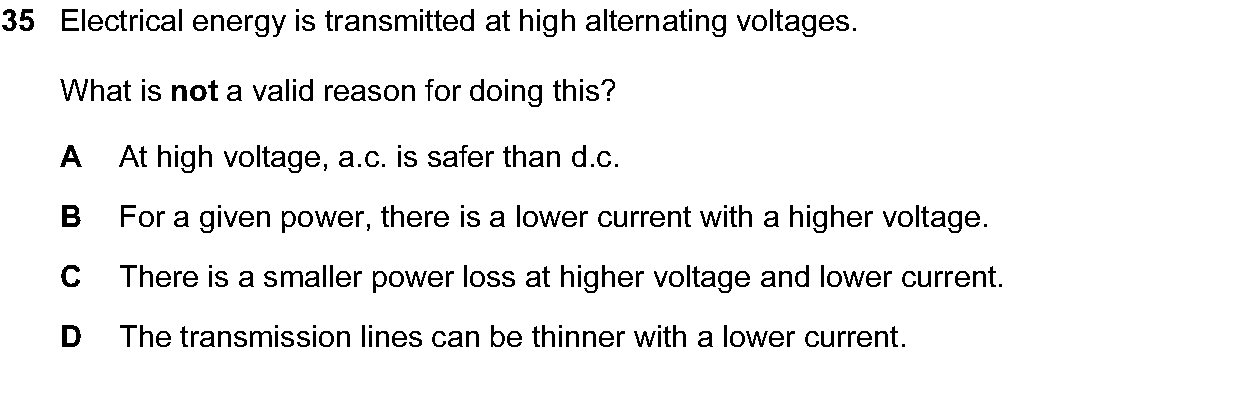 35 Electrical energy is transmitted at high alternating voltages.
What is not a valid reason for doing this?
A At high voltage, a.c. is safer than d.c.
B For a given power, there is a lower current with a higher voltage.
C There is a smaller power loss at higher voltage and lower current.
D The transmission lines can be thinner with a lower current.